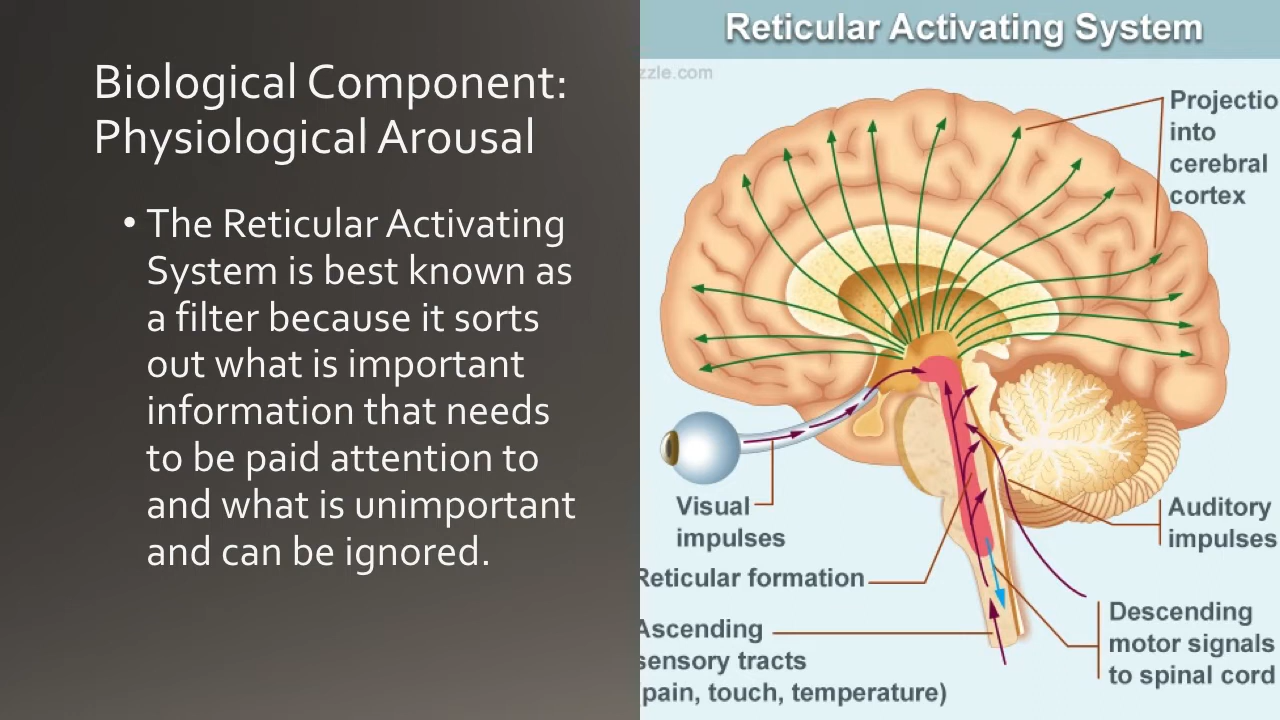 Biological Component:
Physiological Arousal
• The Reticular Activating
System is best known as
a filter because it sorts
out what is important
information that needs
to be paid attention to
and what is unimportant
and can be ignored.
Reticular Activating System
zzle.com
Projectio
into
cerebral
cortex
Visual
impulses
Auditory
impulses
Reticular formation
Ascending
sensory tracts
pain, touch, temperature)
Descending
motor signals
to spinal cord